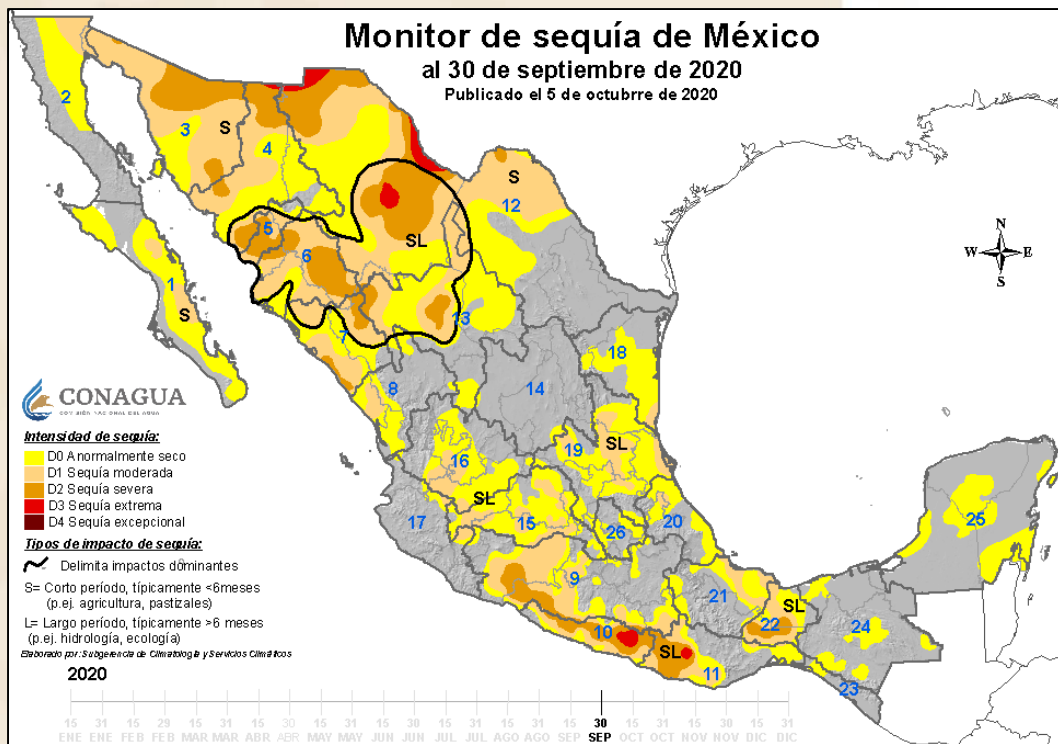 Monitor de sequía de México
al 30 de septiembre de 2020
Publicado el 5 de octubrre de 2020
2
3
S
4
S
12
5
6
SL
1
S
7
13
8
14
18
16
19
SL
SL
17
15
26
20
25
9
21
SL
22
10
SL
11
24
23
N
W
E
S
CONAGUA
COMISIÓN NACIONAL DEL AGUA
Intensidad de sequía:
D0 Anormalmente seco
D1 Sequía moderada
D2 Sequía severa
D3 Sequía extrema
D4 Sequía excepcional
Tipos de impacto de sequía:
Delimita impactos dominantes
S= Corto período, típicamente <6meses
(p.ej. agricultura, pastizales)
L= Largo período, típicamente >6 meses
(p.ej. hidrología, ecología)
Elaborado por: Subgerencia de Climatología y Servicios Climáticos
2020
15 31 15 29 15 31 15 30 15 31 15 30 15 31 15 31 15 30 15 31 15 30 15 31
ENE ENE FEB FEB MAR MAR ABR ABR MAY MAY JUN JUN JUL JUL AGO AGO SEP SEP OCT OCT NOV NOV DIC DIC